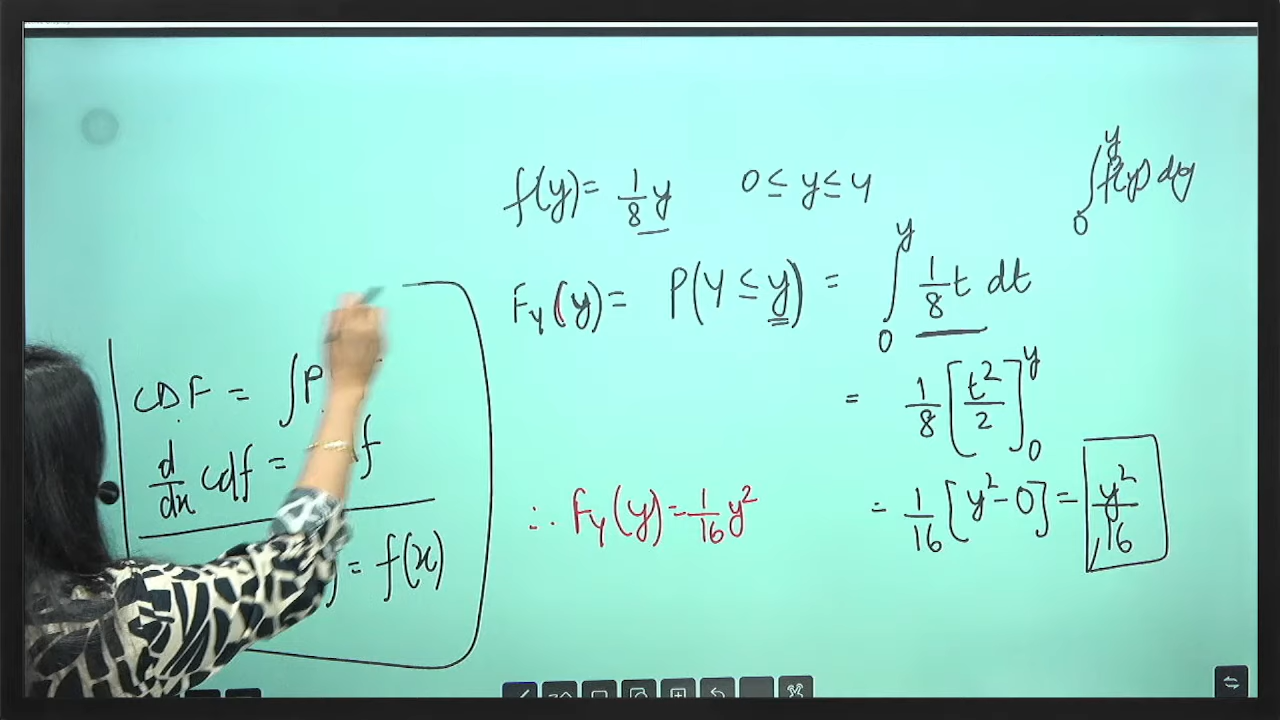 f(y) = 1/8 y 0 ≤ y ≤ 4
∫₀^y f(y) dy
F_Y(y) = P(Y ≤ y) = ∫₀^y 1/8 t dt
= 1/8 [t²/2]₀^y
= 1/16 [y² - 0] = y²/16
∴ F_Y(y) = 1/16 y²
CDF = ∫P
d/dx cdf = f
= f(x)